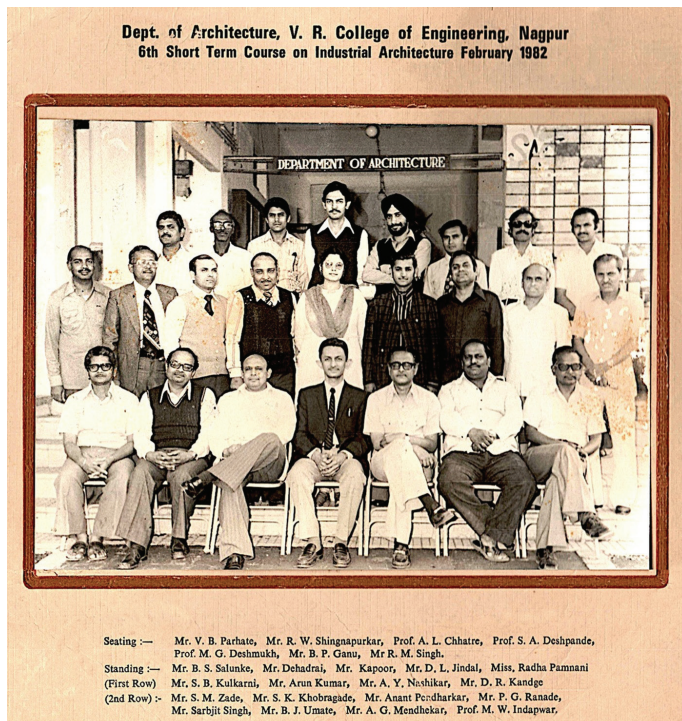 Dept. of Architecture, V. R. College of Engineering, Nagpur
6th Short Term Course on Industrial Architecture February 1982
DEPARTMENT OF ARCHITECTURE
Seating :— Mr. V. B. Parhate, Mr. R. W. Shingnapurkar, Prof. A. L. Chhatre, Prof. S. A. Deshpande,
Prof. M. G. Deshmukh, Mr. B. P. Ganu, Mr R. M. Singh.
Standing :— Mr. B. S. Salunke, Mr. Dehadrai, Mr. Kapoor, Mr. D. L. Jindal, Miss. Radha Pamnani
(First Row) Mr. S. B. Kulkarni, Mr. Arun Kumar, Mr. A. Y. Nashikar, Mr. D. R. Kandge
(2nd Row) :- Mr. S. M. Zade, Mr. S. K. Khobragade, Mr. Anant Pendharkar, Mr. P. G. Ranade,
Mr. Sarbjit Singh, Mr. B. J. Umate, Mr. A. G. Mendhekar, Prof. M. W. Indapwar,